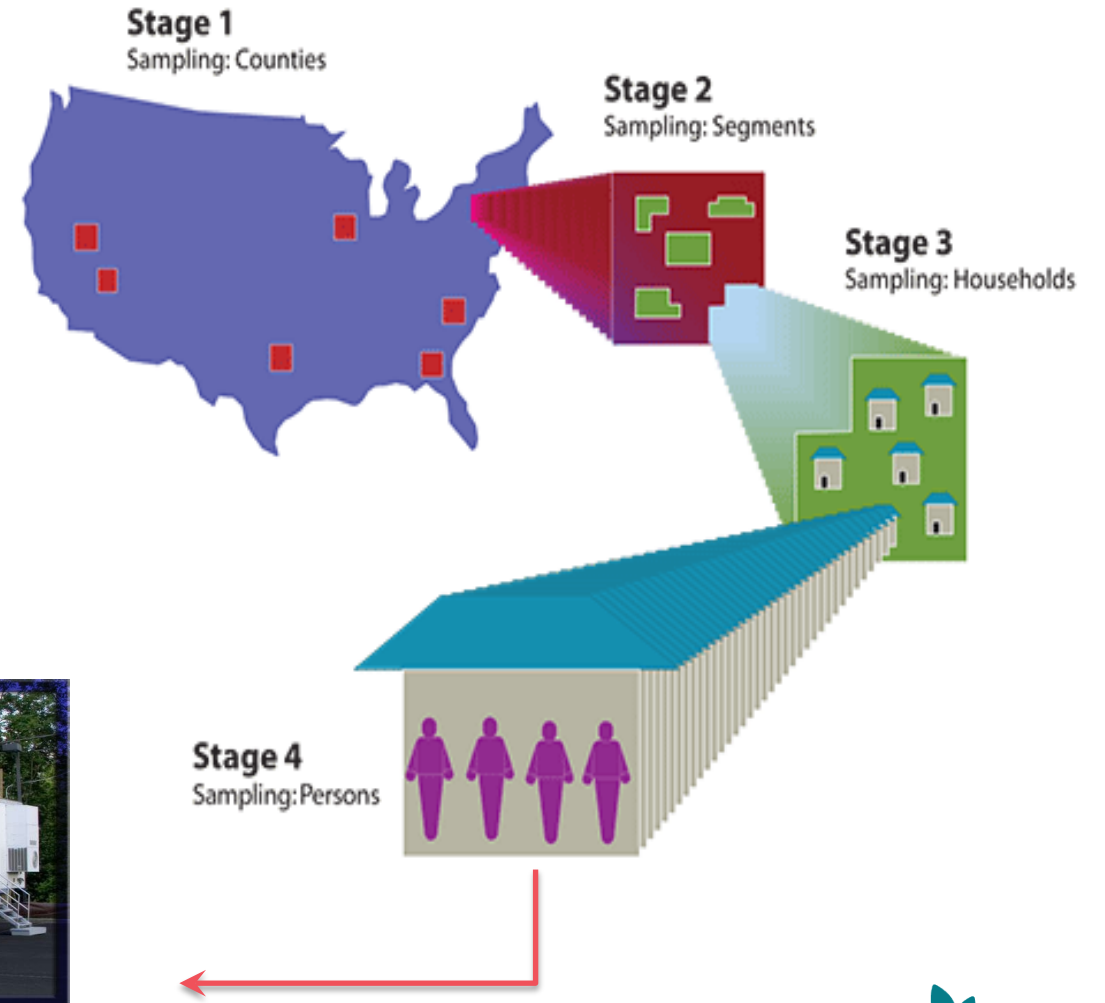 Stage 1
Sampling: Counties
Stage 2
Sampling: Segments
Stage 3
Sampling: Households
Stage 4
Sampling: Persons